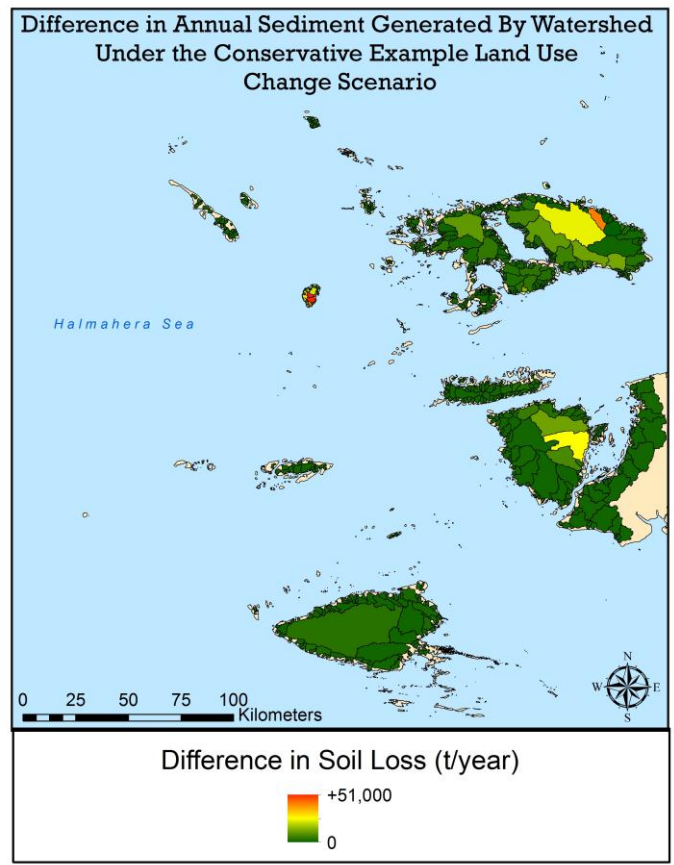 Difference in Annual Sediment Generated By Watershed
Under the Conservative Example Land Use
Change Scenario
Halmahera Sea
N
W E
S
0 25 50 75 100
Kilometers
Difference in Soil Loss (t/year)
+51,000
0